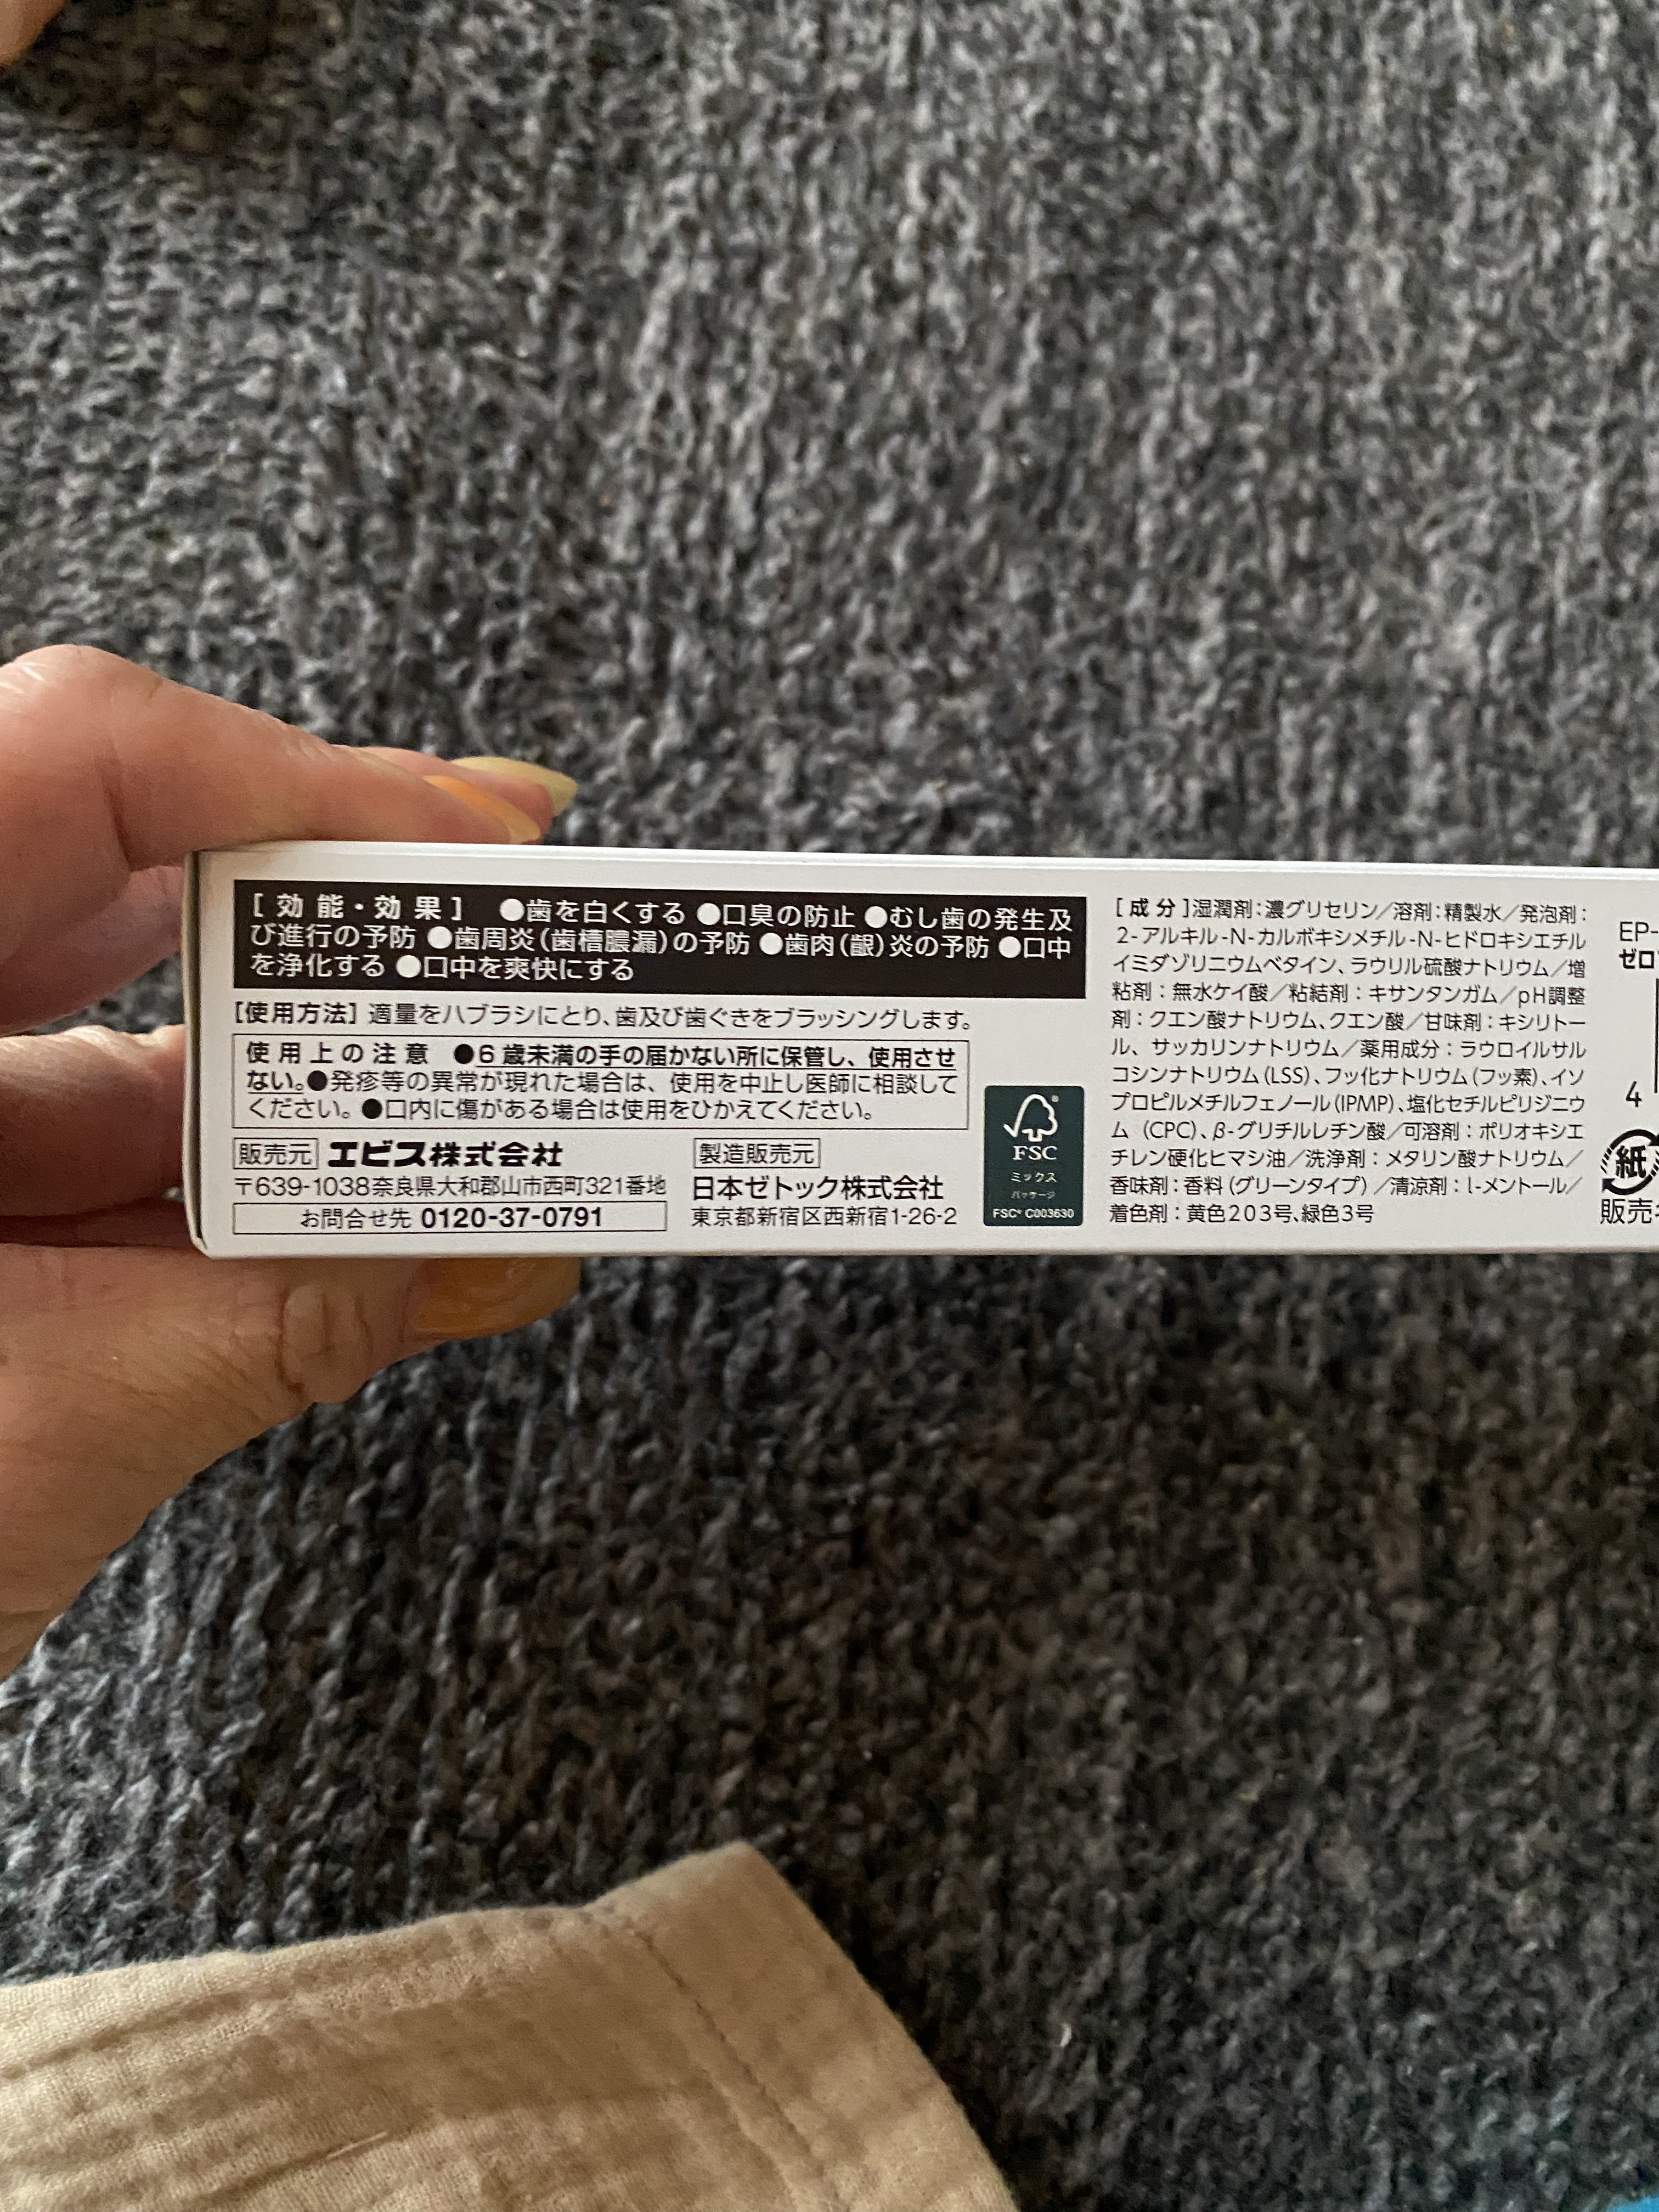 [ 効能・効果 ] ●歯を白くする ●口臭の防止 ●むし歯の発生及
び進行の予防 ●歯周炎(歯槽膿漏)の予防 ●歯肉(齦)炎の予防 ●口中
を浄化する ●口中を爽快にする
[使用方法] 適量をハブラシにとり、歯及び歯ぐきをブラッシングします。
使用上の注意 ●6歳未満の手の届かない所に保管し、使用させ
ない。●発疹等の異常が現れた場合は、使用を中止し医師に相談して
ください。●口内に傷がある場合は使用をひかえてください。
販売元 エビス株式会社
〒639-1038奈良県大和郡山市西町321番地
お問合せ先 0120-37-0791
製造販売元
日本ゼトック株式会社
東京都新宿区西新宿1-26-2
FSC
ミックス
パッケージ
FSC® C003630
[ 成分 ]湿潤剤:濃グリセリン/溶剤:精製水/発泡剤:
2-アルキル-N-カルボキシメチル-N-ヒドロキシエチル
イミダゾリニウムベタイン、ラウリル硫酸ナトリウム/増
粘剤:無水ケイ酸/粘結剤:キサンタンガム/pH調整
剤:クエン酸ナトリウム、クエン酸/甘味剤:キシリトー
ル、サッカリンナトリウム/薬用成分:ラウロイルサル
コシンナトリウム(LSS)、フッ化ナトリウム(フッ素)、イソ
プロピルメチルフェノール(IPMP)、塩化セチルピリジニウ
ム (CPC)、β-グリチルレチン酸/可溶剤:ポリオキシエ
チレン硬化ヒマシ油/洗浄剤:メタリン酸ナトリウム/
香味剤:香料(グリーンタイプ)/清涼剤:l-メントール/
着色剤:黄色203号、緑色3号
EP-
ゼロ
4
紙
販売